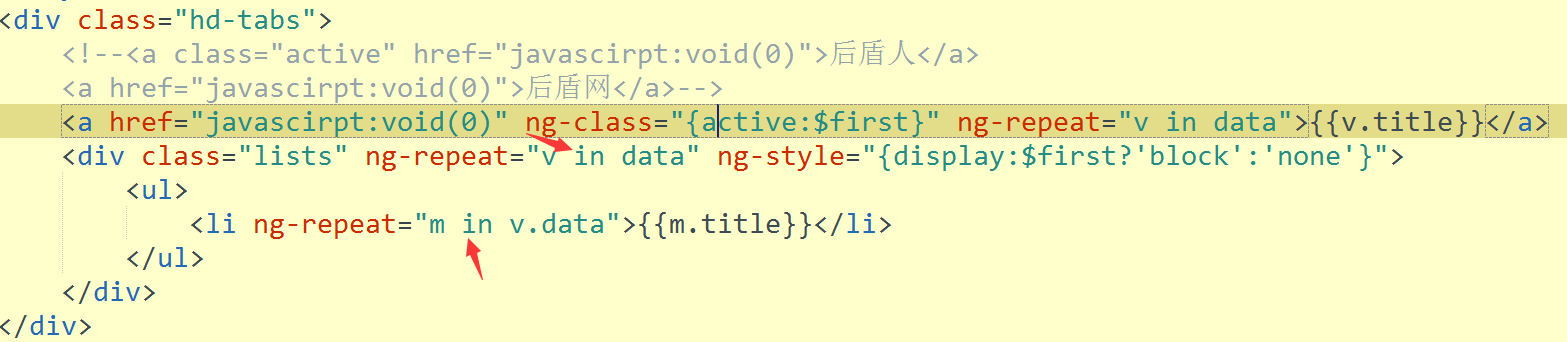 <div class="hd-tabs">
<!--<a class="active" href="javascirpt:void(0)">后盾人</a>
<a href="javascirpt:void(0)">后盾网</a>-->
<a href="javascirpt:void(0)" ng-class="{active:$first}" ng-repeat="v in data">{{v.title}}</a>
<div class="lists" ng-repeat="v in data" ng-style="{display:$first?'block':'none'}">
<ul>
<li ng-repeat="m in v.data">{{m.title}}</li>
</ul>
</div>
</div>